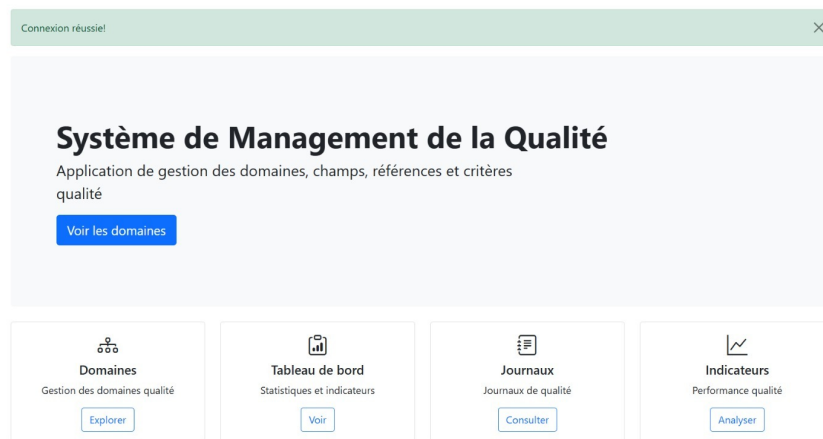 Connexion réussie!
Système de Management de la Qualité
Application de gestion des domaines, champs, références et critères
qualité
Voir les domaines
Domaines
Gestion des domaines qualité
Explorer
Tableau de bord
Statistiques et indicateurs
Voir
Journaux
Journaux de qualité
Consulter
Indicateurs
Performance qualité
Analyser